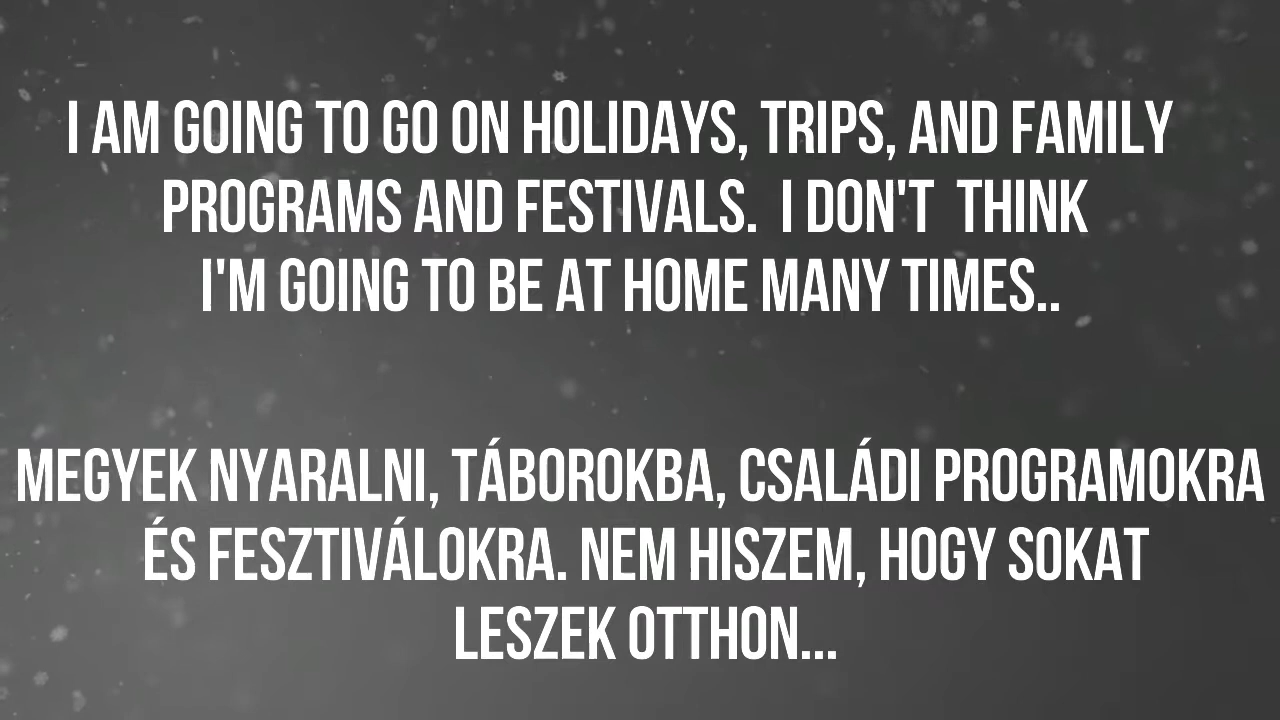 I AM GOING TO GO ON HOLIDAYS, TRIPS, AND FAMILY
PROGRAMS AND FESTIVALS.  I DON'T  THINK
I'M GOING TO BE AT HOME MANY TIMES..
MEGYEK NYARALNI, TÁBOROKBA, CSALÁDI PROGRAMOKRA
ÉS FESZTIVÁLOKRA. NEM HISZEM, HOGY SOKAT
LESZEK OTTHON...